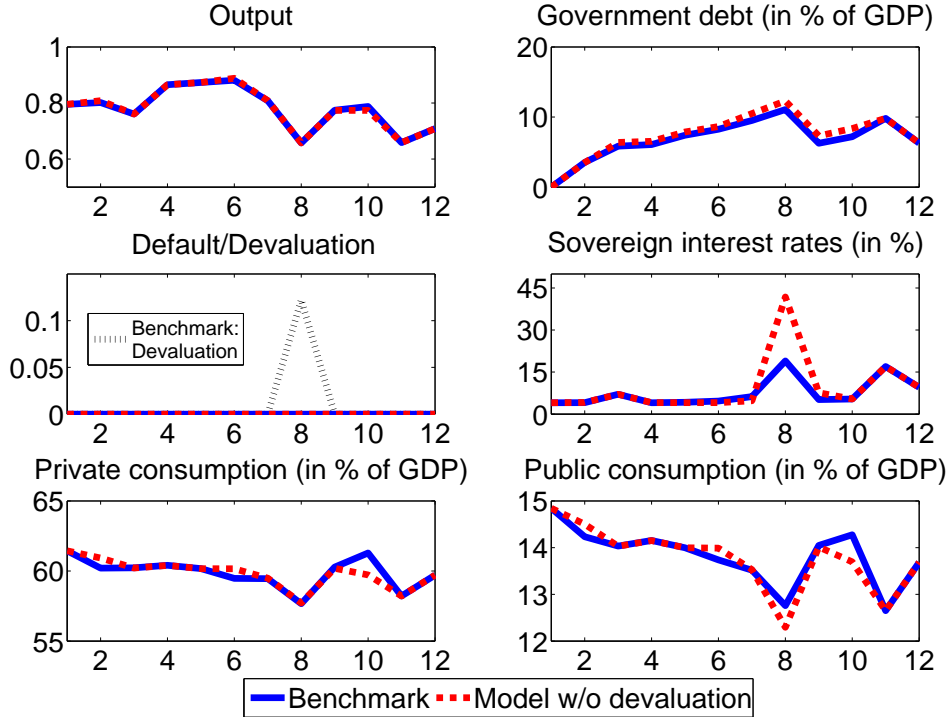 Output
1
0.8
0.6
2 4 6 8 10 12
Government debt (in % of GDP)
20
10
0
2 4 6 8 10 12
Default/Devaluation
0.1
0.05
0
Benchmark:
Devaluation
2 4 6 8 10 12
Sovereign interest rates (in %)
45
30
15
0
2 4 6 8 10 12
Private consumption (in % of GDP)
65
60
55
2 4 6 8 10 12
Public consumption (in % of GDP)
15
14
13
12
2 4 6 8 10 12
Benchmark Model w/o devaluation